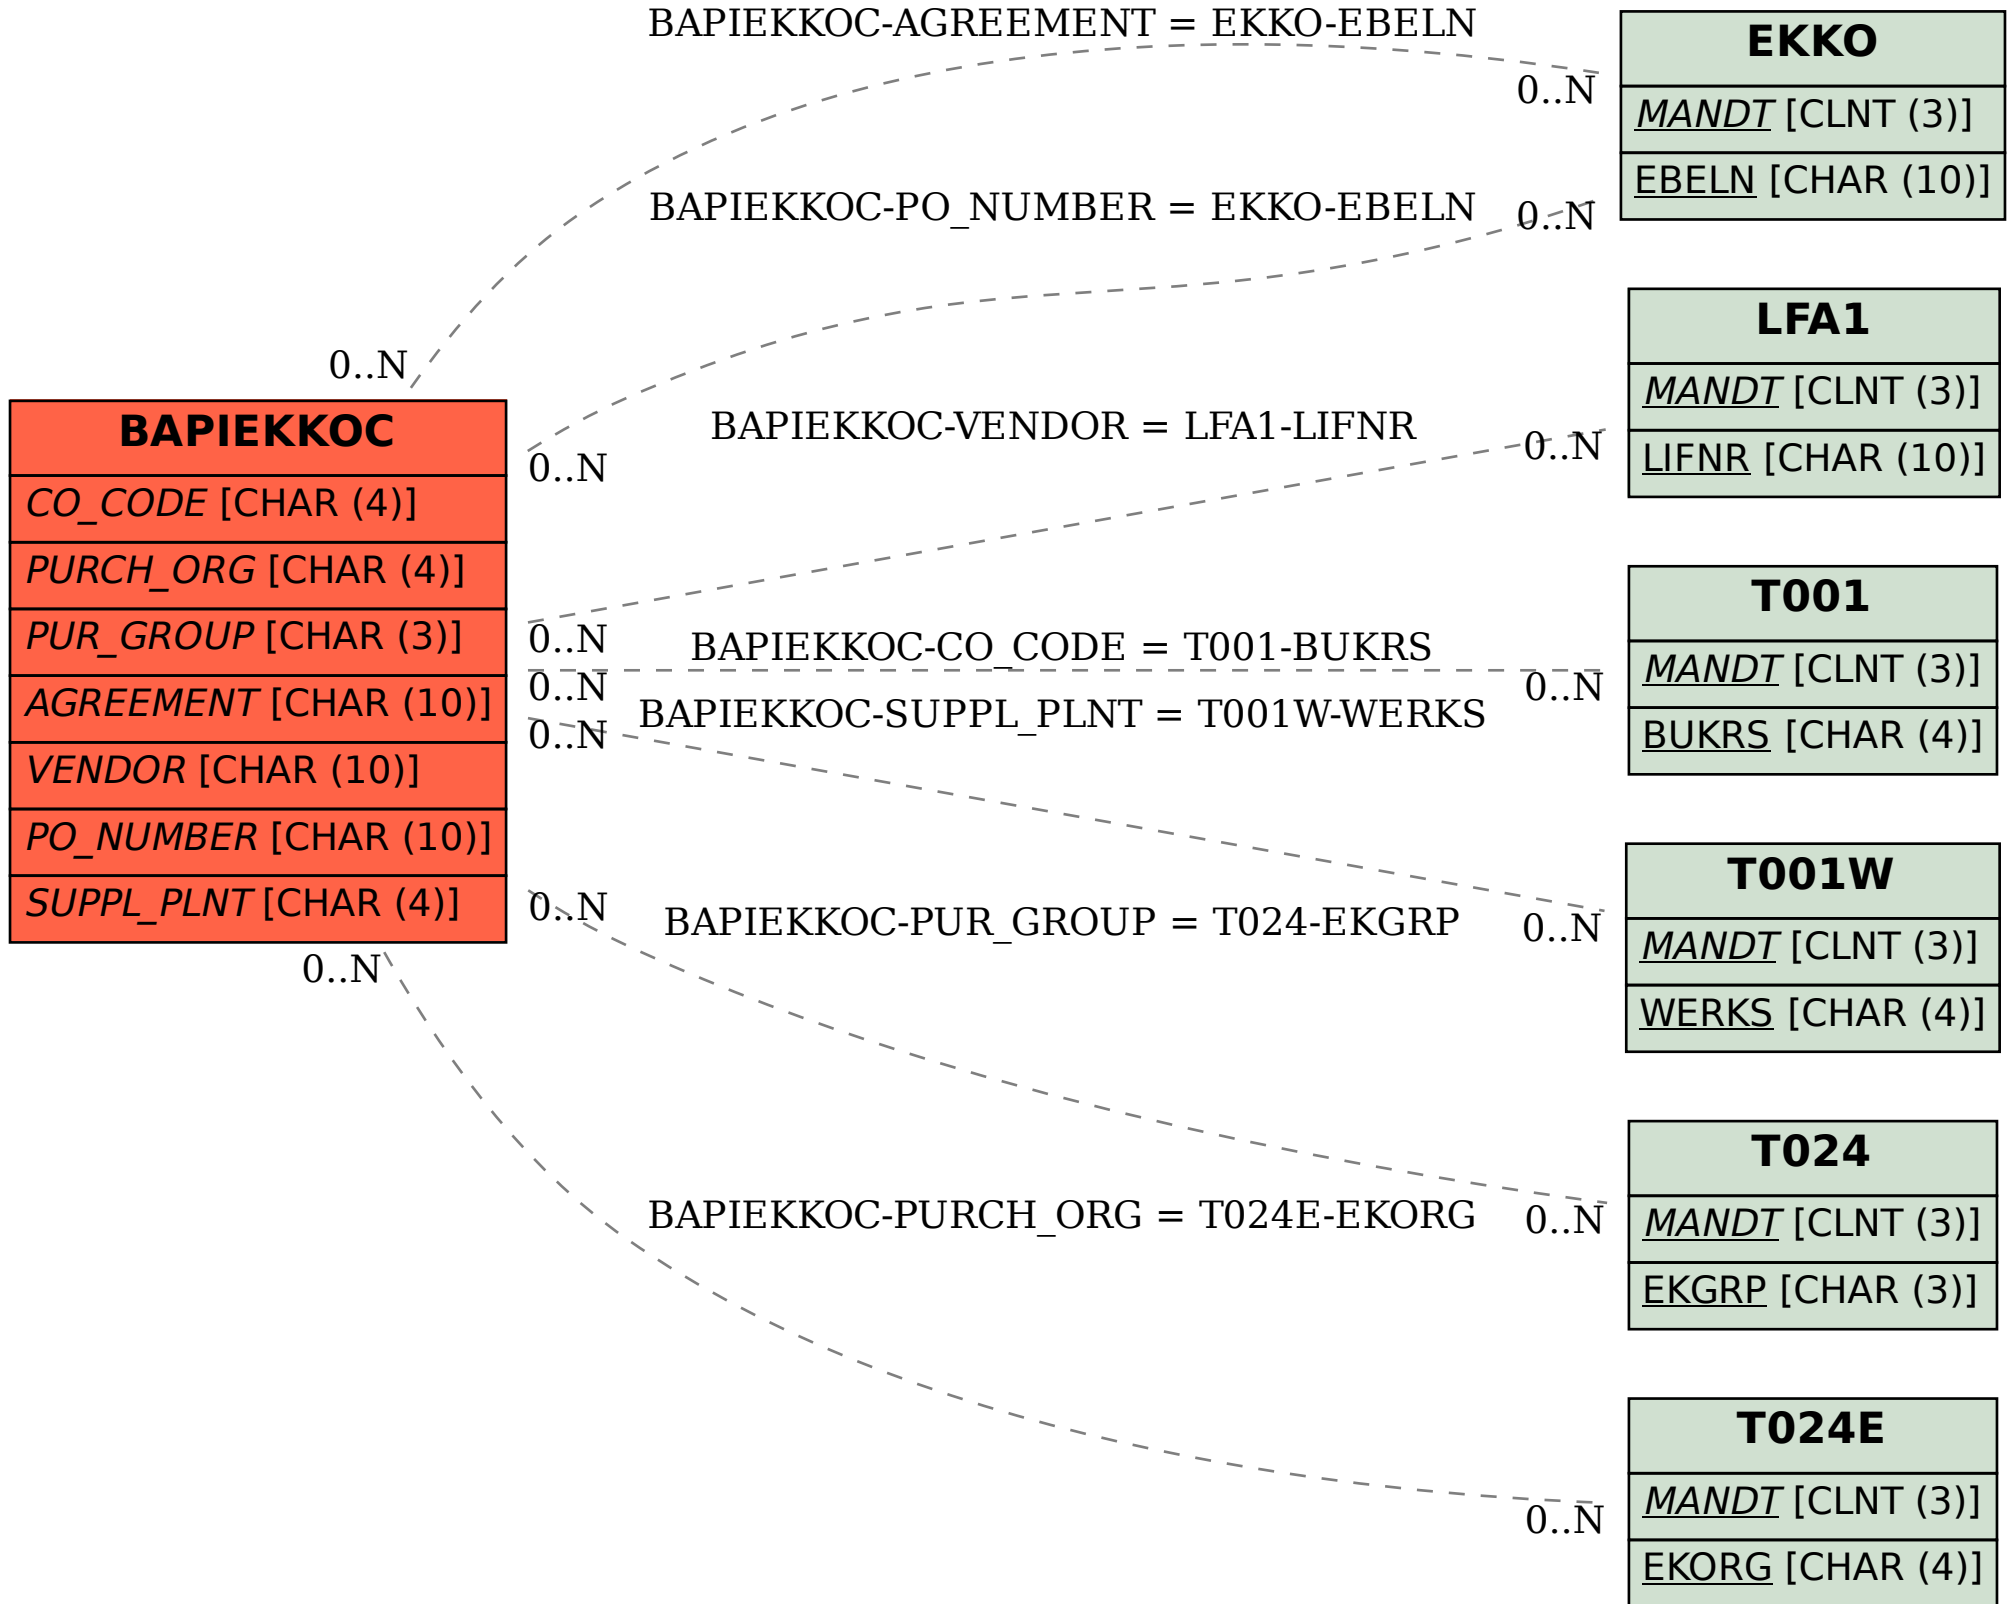 BAPIEKKOC-AGREEMENT = EKKO-EBELN
0..N
0..N
BAPIEKKOC-PO_NUMBER = EKKO-EBELN
0..N
0..N
BAPIEKKOC-VENDOR = LFA1-LIFNR
0..N
0..N
BAPIEKKOC-CO_CODE = T001-BUKRS
0..N
0..N
BAPIEKKOC-SUPPL_PLNT = T001W-WERKS
0..N
0..N
BAPIEKKOC-PUR_GROUP = T024-EKGRP
0..N
0..N
BAPIEKKOC-PURCH_ORG = T024E-EKORG
0..N
0..N
BAPIEKKOC
CO_CODE [CHAR (4)]
PURCH_ORG [CHAR (4)]
PUR_GROUP [CHAR (3)]
AGREEMENT [CHAR (10)]
VENDOR [CHAR (10)]
PO_NUMBER [CHAR (10)]
SUPPL_PLNT [CHAR (4)]
EKKO
MANDT [CLNT (3)]
EBELN [CHAR (10)]
LFA1
MANDT [CLNT (3)]
LIFNR [CHAR (10)]
T001
MANDT [CLNT (3)]
BUKRS [CHAR (4)]
T001W
MANDT [CLNT (3)]
WERKS [CHAR (4)]
T024
MANDT [CLNT (3)]
EKGRP [CHAR (3)]
T024E
MANDT [CLNT (3)]
EKORG [CHAR (4)]